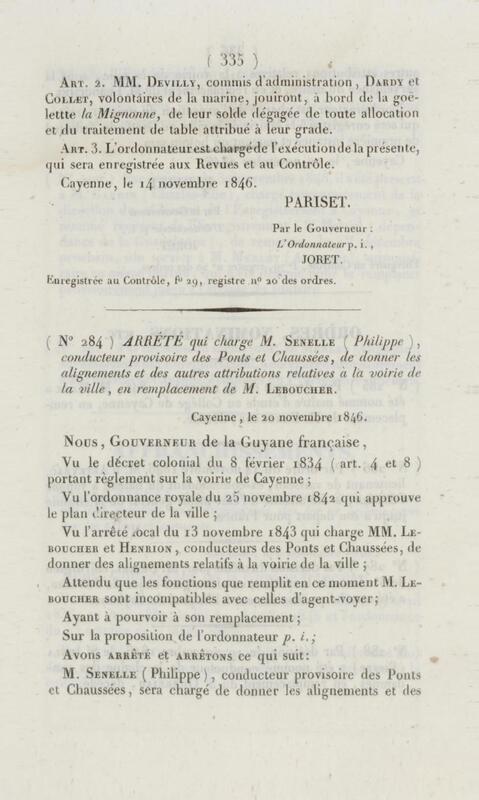 ( 335 )
ART. 2. MM. DEVILLY, commis d'administration, DARDY et
COLLET, volontaires de la marine, jouiront, à bord de la goë-
lettte la Mignonne, de leur solde dégagée de toute allocation
et du traitement de table attribué à leur grade.
ART. 3. L'ordonnateur est chargé de l'exécution de la présente,
qui sera enregistrée aux Revues et au Contrôle.
Cayenne, le 14 novembre 1846.
PARISET.
Par le Gouverneur :
L'Ordonnateur p. i.,
JORET.
Enregistrée au Contrôle, f° 29, registre n° 20 des ordres.
( N° 284 ) ARRÊTÉ qui charge M. SENELLE ( Philippe ),
conducteur provisoire des Ponts et Chaussées, de donner les
alignements et des autres attributions relatives à la voirie de
la ville, en remplacement de M. LEBOUCHER.
Cayenne, le 20 novembre 1846.
NOUS, GOUVERNEUR de la Guyane française,
Vu le décret colonial du 8 février 1834 ( art. 4 et 8 )
portant règlement sur la voirie de Cayenne ;
Vu l'ordonnance royale du 25 novembre 1842 qui approuve
le plan directeur de la ville ;
Vu l'arrêté local du 13 novembre 1843 qui charge MM. LE-
BOUCHER et HENRION, conducteurs des Ponts et Chaussées, de
donner des alignements relatifs à la voirie de la ville ;
Attendu que les fonctions que remplit en ce moment M. LE-
BOUCHER sont incompatibles avec celles d'agent-voyer;
Ayant à pourvoir à son remplacement ;
Sur la proposition de l'ordonnateur p. i. ;
AVONS ARRÊTÉ et ARRÊTONS ce qui suit:
M. SENELLE ( Philippe ), conducteur provisoire des Ponts
et Chaussées, sera chargé de donner les alignements et des